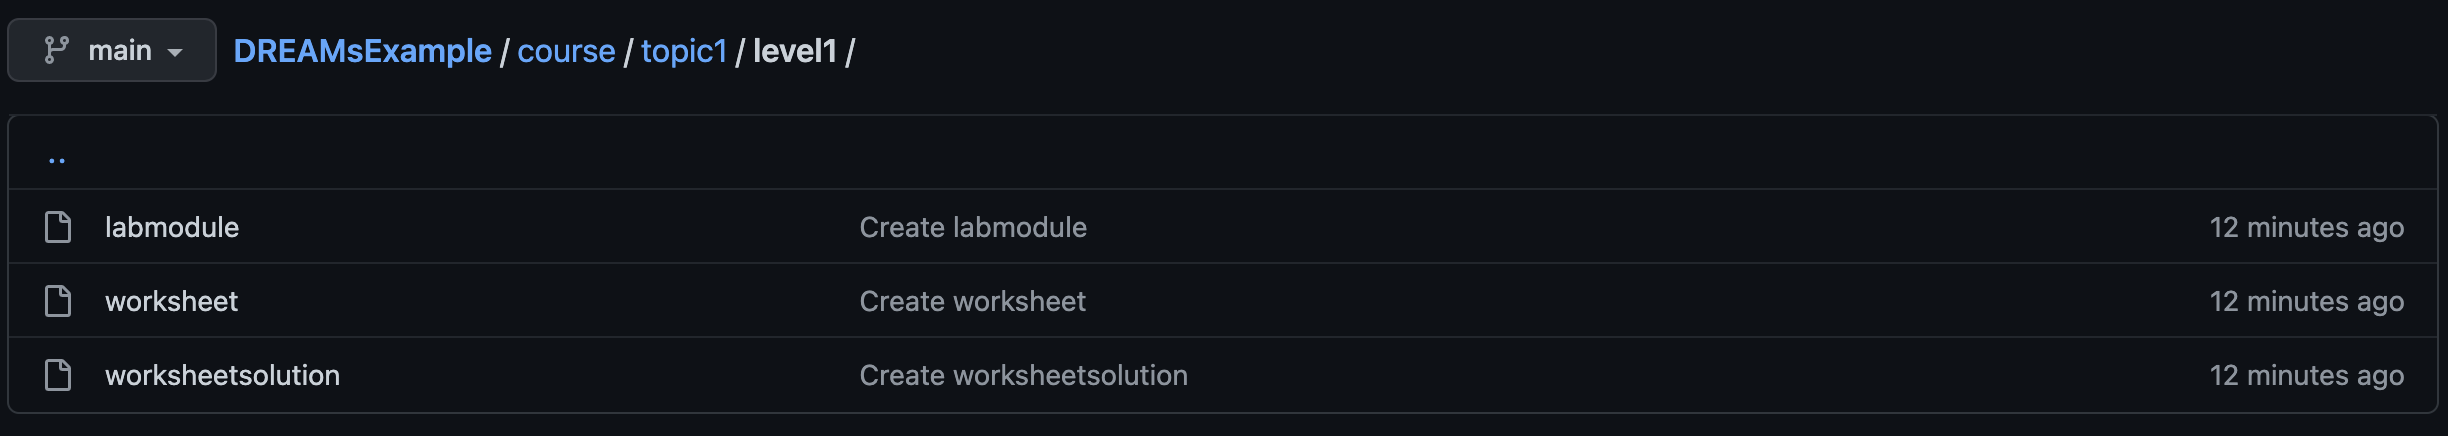 main DREAMsExample / course / topic1 / level1 /
..
labmodule Create labmodule 12 minutes ago
worksheet Create worksheet 12 minutes ago
worksheetsolution Create worksheetsolution 12 minutes ago